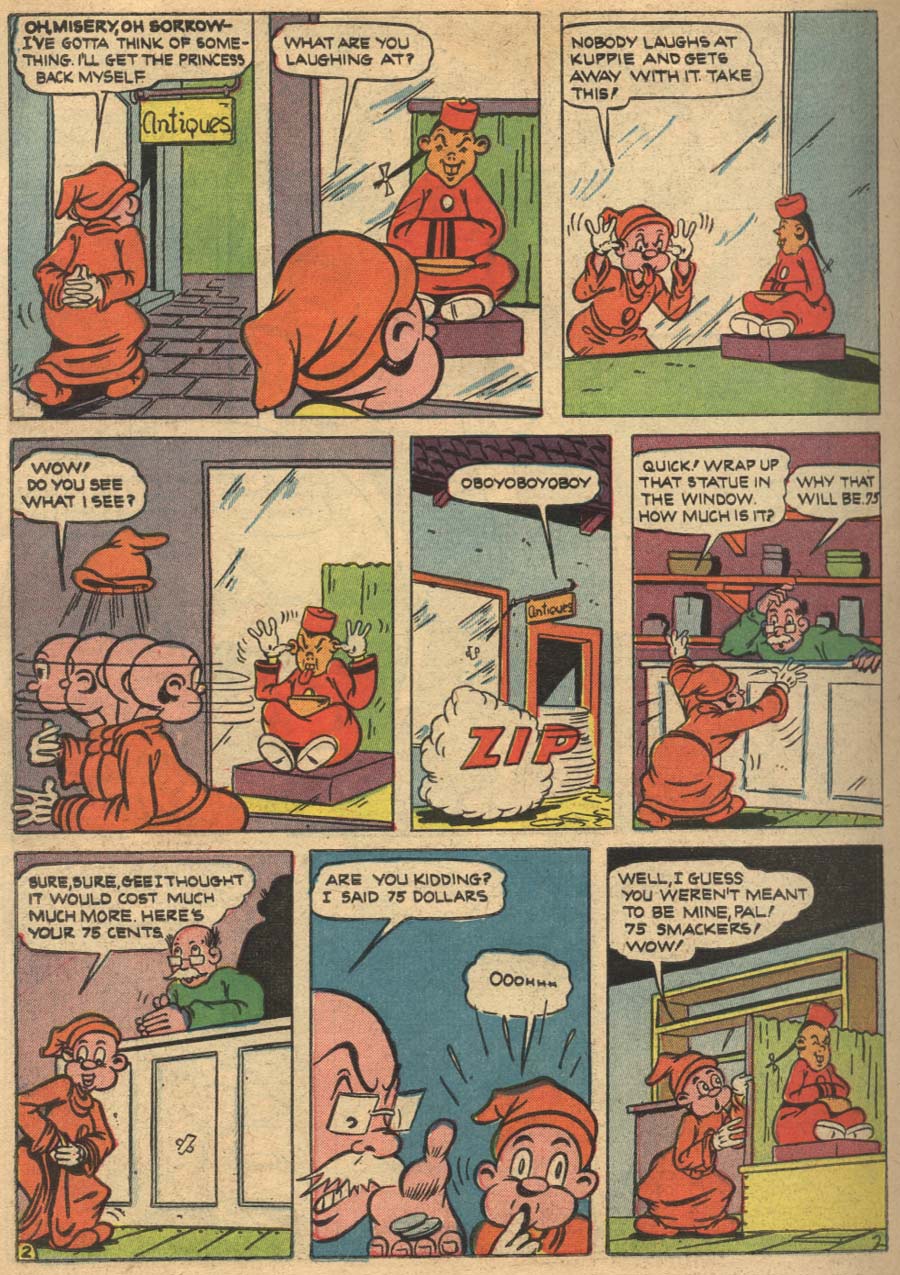 OH, MISERY, OH SORROW-
I'VE GOTTA THINK OF SOME-
THING. I'LL GET THE PRINCESS
BACK MYSELF.
Antiques
WHAT ARE YOU
LAUGHING AT?
NOBODY LAUGHS AT
KUPPIE AND GETS
AWAY WITH IT. TAKE
THIS!
WOW!
DO YOU SEE
WHAT I SEE?
OBOYOBOYOBOY
Antiques
ZIP
QUICK! WRAP UP
THAT STATUE IN
THE WINDOW.
HOW MUCH IS IT?
WHY THAT
WILL BE .75
SURE, SURE, GEE I THOUGHT
IT WOULD COST MUCH
MUCH MORE. HERE'S
YOUR 75 CENTS.
2
ARE YOU KIDDING?
I SAID 75 DOLLARS
OOOHHH
WELL, I GUESS
YOU WEREN'T MEANT
TO BE MINE, PAL!
75 SMACKERS!
WOW!
2